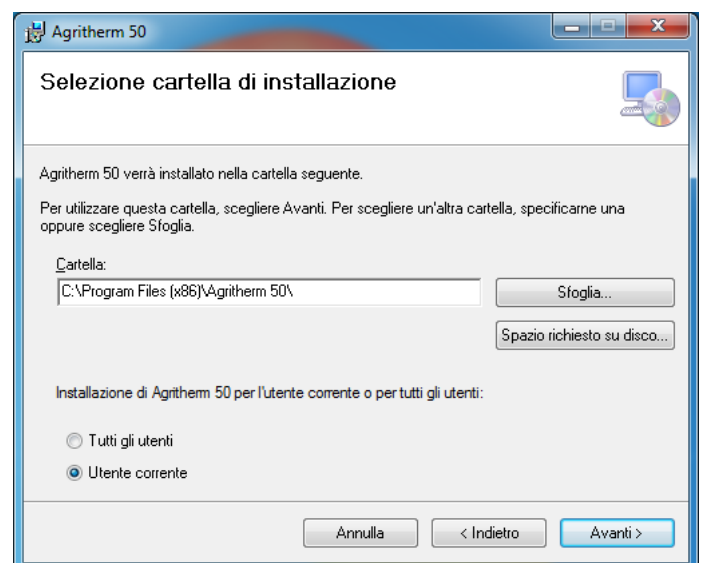 Agritherm 50
Selezione cartella di installazione
Agritherm 50 verrà installato nella cartella seguente.
Per utilizzare questa cartella, scegliere Avanti. Per scegliere un'altra cartella, specificarne una
oppure scegliere Sfoglia.
Cartella:
C:\Program Files (x86)\Agritherm 50\
Sfoglia...
Spazio richiesto su disco...
Installazione di Agritherm 50 per l'utente corrente o per tutti gli utenti:
Tutti gli utenti
Utente corrente
Annulla
< Indietro
Avanti >